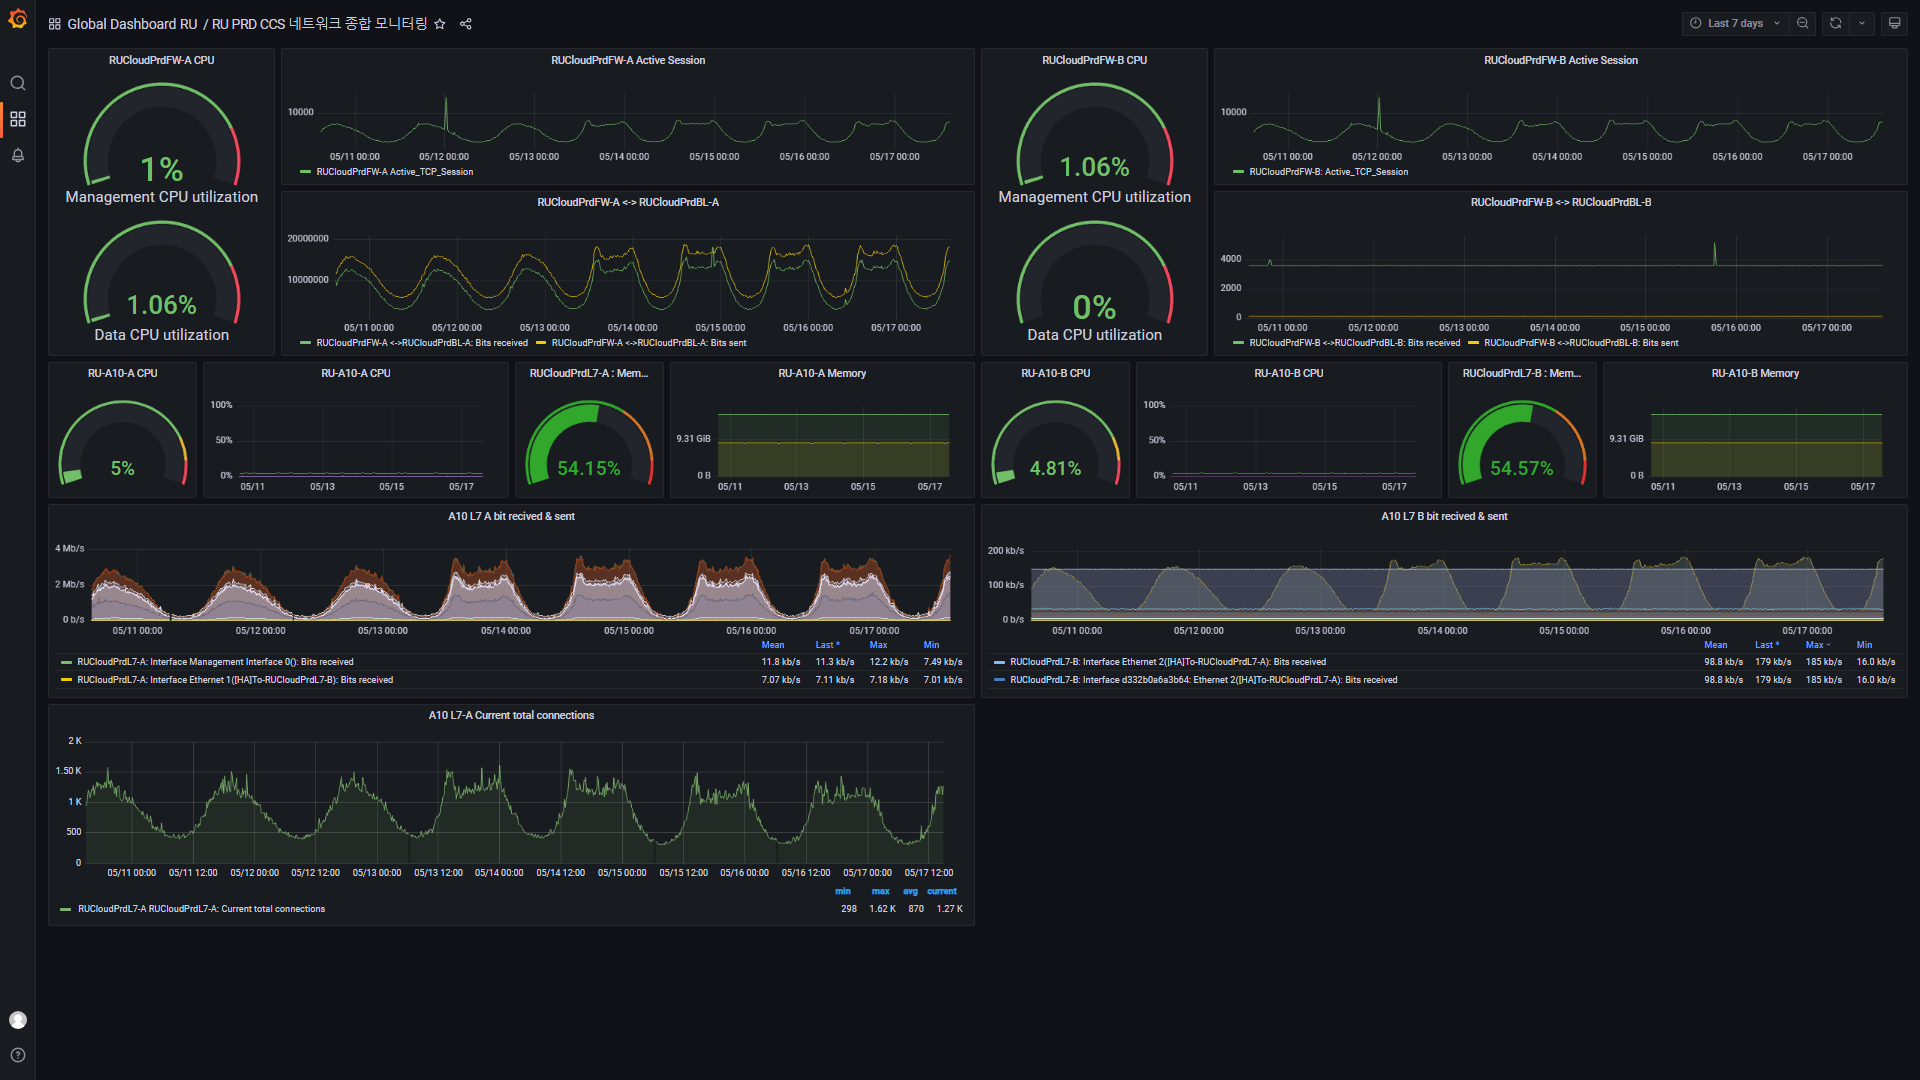 Global Dashboard RU / RU PRD CCS 네트워크 종합 모니터링
Last 7 days
RUCloudPrdFW-A CPU
1%
Management CPU utilization
1.06%
Data CPU utilization
RUCloudPrdFW-A Active Session
10000
05/11 00:00 05/12 00:00 05/13 00:00 05/14 00:00 05/15 00:00 05/16 00:00 05/17 00:00
RUCloudPrdFW-A Active_TCP_Session
RUCloudPrdFW-A <-> RUCloudPrdBL-A
20000000
10000000
05/11 00:00 05/12 00:00 05/13 00:00 05/14 00:00 05/15 00:00 05/16 00:00 05/17 00:00
RUCloudPrdFW-A <->RUCloudPrdBL-A: Bits received RUCloudPrdFW-A <->RUCloudPrdBL-A: Bits sent
RUCloudPrdFW-B CPU
1.06%
Management CPU utilization
0%
Data CPU utilization
RUCloudPrdFW-B Active Session
10000
05/11 00:00 05/12 00:00 05/13 00:00 05/14 00:00 05/15 00:00 05/16 00:00 05/17 00:00
RUCloudPrdFW-B: Active_TCP_Session
RUCloudPrdFW-B <-> RUCloudPrdBL-B
4000
2000
0
05/11 00:00 05/12 00:00 05/13 00:00 05/14 00:00 05/15 00:00 05/16 00:00 05/17 00:00
RUCloudPrdFW-B <->RUCloudPrdBL-B: Bits received RUCloudPrdFW-B <->RUCloudPrdBL-B: Bits sent
RU-A10-A CPU
5%
RU-A10-A CPU
100%
50%
0%
05/11 05/13 05/15 05/17
RUCloudPrdL7-A : Mem...
54.15%
RU-A10-A Memory
9.31 GiB
0 B
05/11 05/13 05/15 05/17
RU-A10-B CPU
4.81%
RU-A10-B CPU
100%
50%
0%
05/11 05/13 05/15 05/17
RUCloudPrdL7-B : Mem...
54.57%
RU-A10-B Memory
9.31 GiB
0 B
05/11 05/13 05/15 05/17
A10 L7 A bit recived & sent
4 Mb/s
2 Mb/s
0 b/s
05/11 00:00 05/12 00:00 05/13 00:00 05/14 00:00 05/15 00:00 05/16 00:00 05/17 00:00
Mean Last * Max Min
RUCloudPrdL7-A: Interface Management Interface 0(): Bits received 11.8 kb/s 11.3 kb/s 12.2 kb/s 7.49 kb/s
RUCloudPrdL7-A: Interface Ethernet 1([HA]To-RUCloudPrdL7-B): Bits received 7.07 kb/s 7.11 kb/s 7.18 kb/s 7.01 kb/s
A10 L7 B bit recived & sent
200 kb/s
100 kb/s
0 b/s
05/11 00:00 05/12 00:00 05/13 00:00 05/14 00:00 05/15 00:00 05/16 00:00 05/17 00:00
Mean Last * Max Min
RUCloudPrdL7-B: Interface Ethernet 2([HA]To-RUCloudPrdL7-A): Bits received 98.8 kb/s 179 kb/s 185 kb/s 16.0 kb/s
RUCloudPrdL7-B: Interface d332b0a6a3b64: Ethernet 2([HA]To-RUCloudPrdL7-A): Bits received 98.8 kb/s 179 kb/s 185 kb/s 16.0 kb/s
A10 L7-A Current total connections
2 K
1.50 K
1 K
500
0
05/11 00:00 05/11 12:00 05/12 00:00 05/12 12:00 05/13 00:00 05/13 12:00 05/14 00:00 05/14 12:00 05/15 00:00 05/15 12:00 05/16 00:00 05/16 12:00 05/17 00:00 05/17 12:00
min max avg current
RUCloudPrdL7-A RUCloudPrdL7-A: Current total connections 298 1.62 K 870 1.27 K